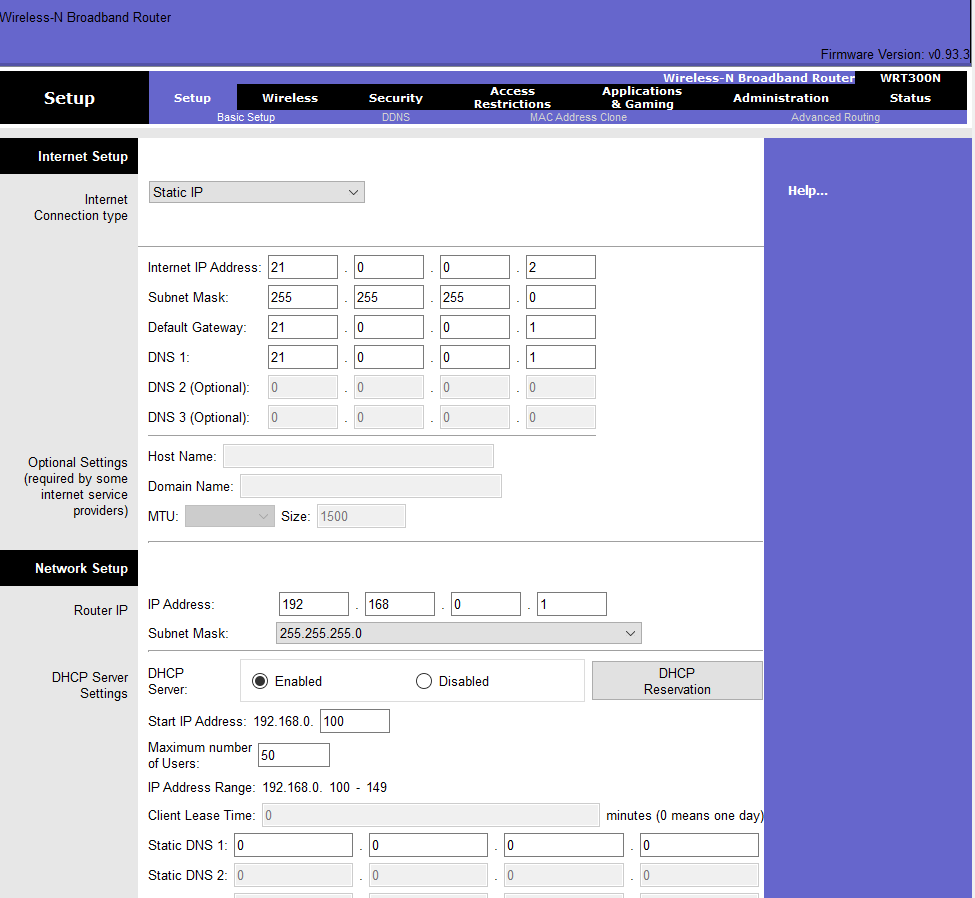 Wireless-N Broadband Router
Firmware Version: v0.93.3
Wireless-N Broadband Router WRT300N
Setup
Setup Wireless Security Access Restrictions Applications & Gaming Administration Status
Basic Setup DDNS MAC Address Clone Advanced Routing
Internet Setup
Help...
Internet
Connection type
Static IP
Internet IP Address: 21 . 0 . 0 . 2
Subnet Mask: 255 . 255 . 255 . 0
Default Gateway: 21 . 0 . 0 . 1
DNS 1: 21 . 0 . 0 . 1
DNS 2 (Optional): 0 . 0 . 0 . 0
DNS 3 (Optional): 0 . 0 . 0 . 0
Optional Settings
(required by some
internet service
providers)
Host Name:
Domain Name:
MTU: Size: 1500
Network Setup
Router IP
IP Address: 192 . 168 . 0 . 1
Subnet Mask: 255.255.255.0
DHCP Server
Settings
DHCP
Server:
Enabled Disabled
DHCP
Reservation
Start IP Address: 192.168.0. 100
Maximum number
of Users:
50
IP Address Range: 192.168.0. 100 - 149
Client Lease Time: 0 minutes (0 means one day)
Static DNS 1: 0 . 0 . 0 . 0
Static DNS 2: 0 . 0 . 0 . 0